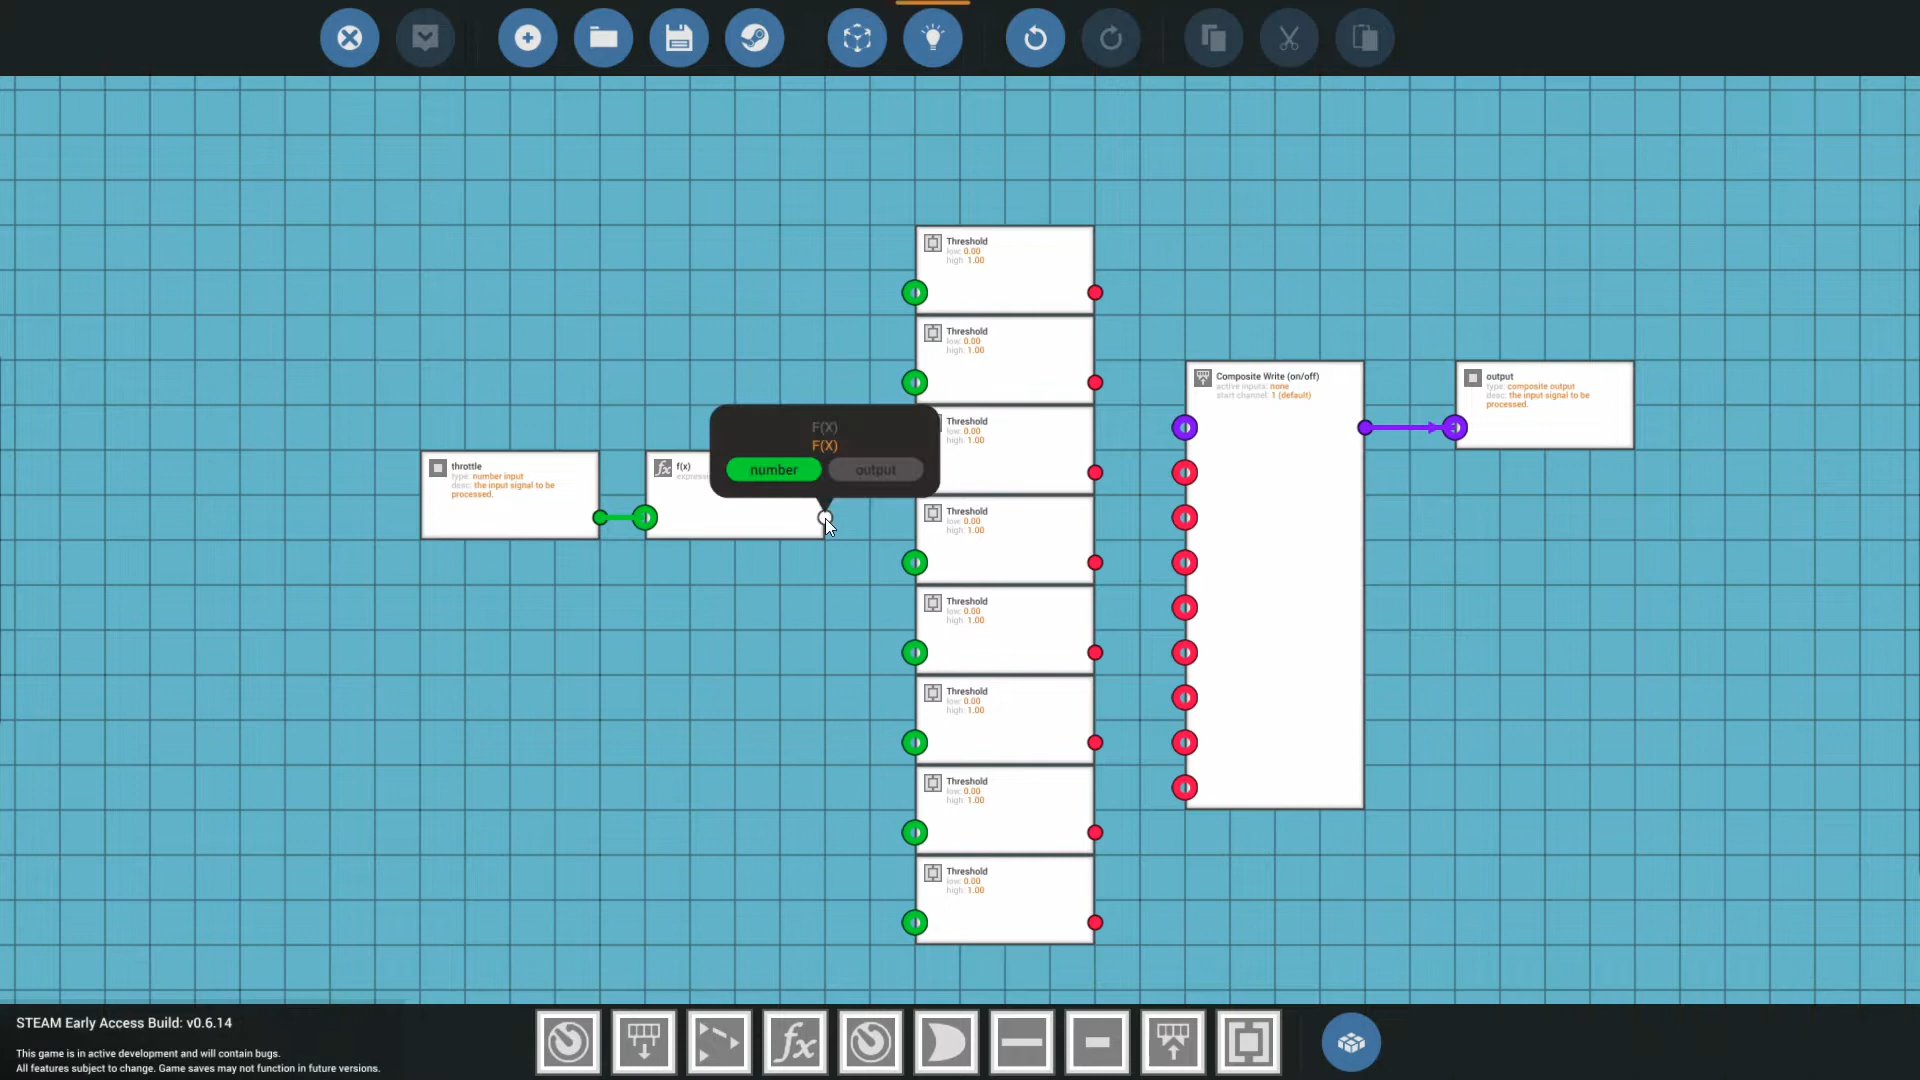 Threshold
low: 0.00
high: 1.00
Threshold
low: 0.00
high: 1.00
Threshold
low: 0.00
high: 1.00
Threshold
low: 0.00
high: 1.00
Threshold
low: 0.00
high: 1.00
Threshold
low: 0.00
high: 1.00
Threshold
low: 0.00
high: 1.00
Threshold
low: 0.00
high: 1.00
throttle
type: number input
desc: the input signal to be
processed.
fx f(x)
F(X)
F(X)
number output
Composite Write (on/off)
active inputs: none
start channel: 1 (default)
output
type: composite output
desc: the input signal to be
processed.
STEAM Early Access Build: v0.6.14
This game is in active development and will contain bugs.
All features subject to change. Game saves may not function in future versions.
fx